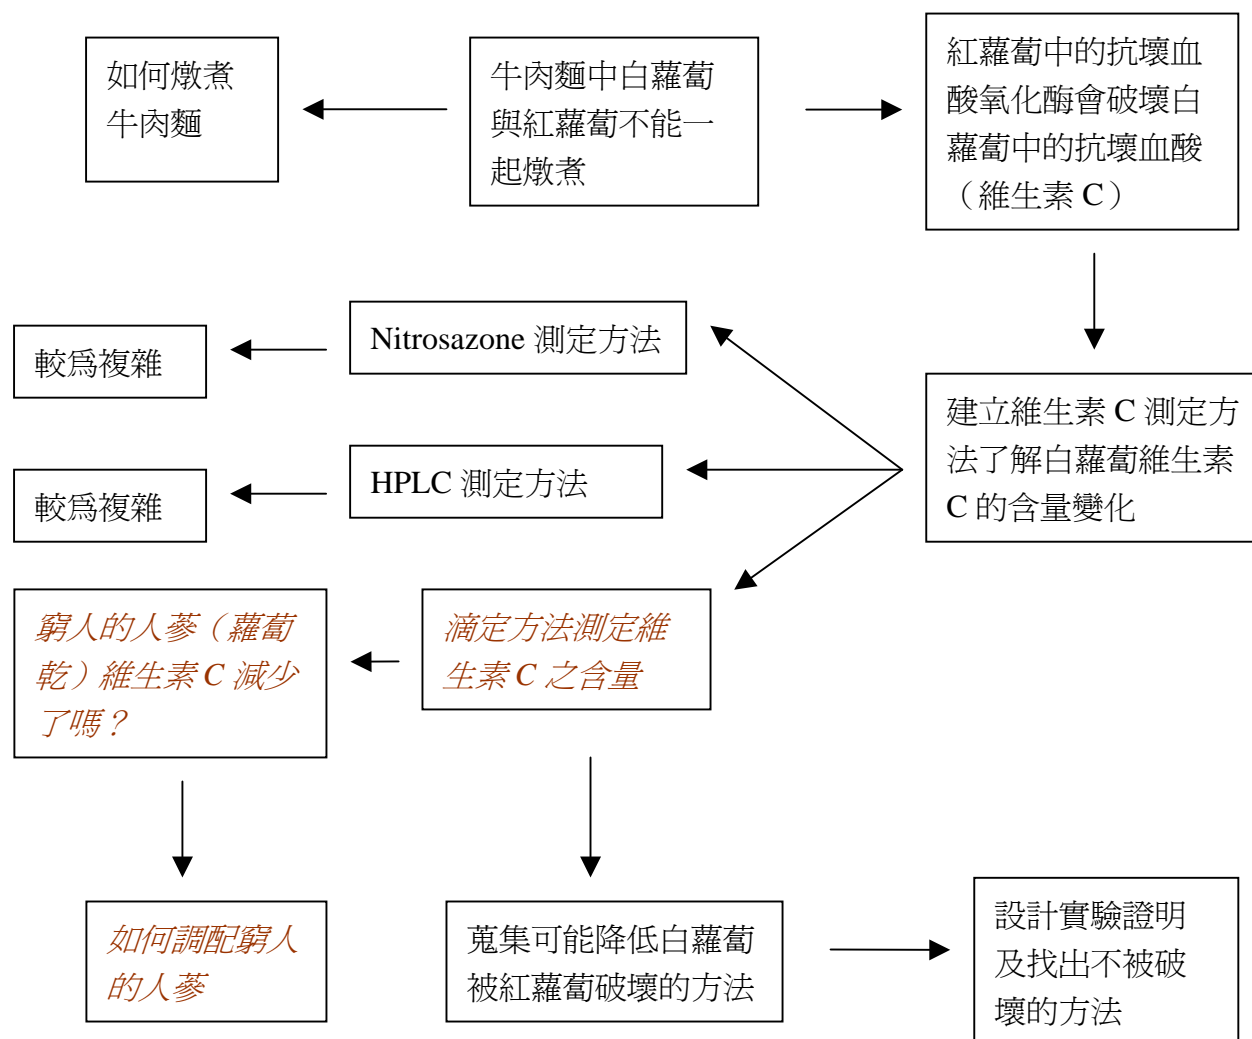 如何燉煮
牛肉麵
牛肉麵中白蘿蔔
與紅蘿蔔不能一
起燉煮
紅蘿蔔中的抗壞血
酸氧化酶會破壞白
蘿蔔中的抗壞血酸
（維生素 C）
Nitrosazone 測定方法
較為複雜
建立維生素 C 測定方
法了解白蘿蔔維生素
C 的含量變化
HPLC 測定方法
較為複雜
窮人的人蔘（蘿蔔
乾）維生素 C 減少
了嗎？
滴定方法測定維
生素 C 之含量
如何調配窮人
的人蔘
蒐集可能降低白蘿蔔
被紅蘿蔔破壞的方法
設計實驗證明
及找出不被破
壞的方法